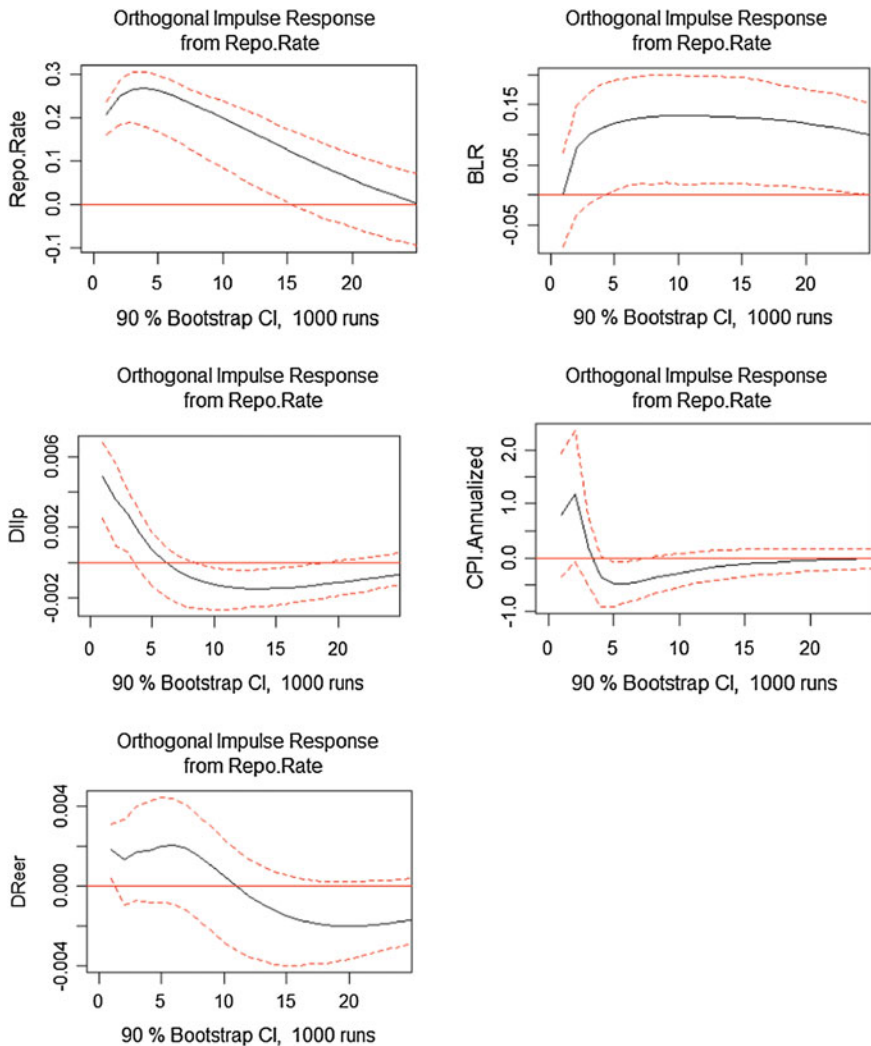 Orthogonal Impulse Response
from Repo.Rate
Repo.Rate
0.3
0.2
0.1
0.0
-0.1
0 5 10 15 20
90 % Bootstrap CI, 1000 runs
Orthogonal Impulse Response
from Repo.Rate
BLR
0.15
0.05
-0.05
0 5 10 15 20
90 % Bootstrap CI, 1000 runs
Orthogonal Impulse Response
from Repo.Rate
DIIp
0.006
0.002
-0.002
0 5 10 15 20
90 % Bootstrap CI, 1000 runs
Orthogonal Impulse Response
from Repo.Rate
CPI.Annualized
2.0
1.0
0.0
-1.0
0 5 10 15 20
90 % Bootstrap CI, 1000 runs
Orthogonal Impulse Response
from Repo.Rate
DReer
0.004
0.000
-0.004
0 5 10 15 20
90 % Bootstrap CI, 1000 runs